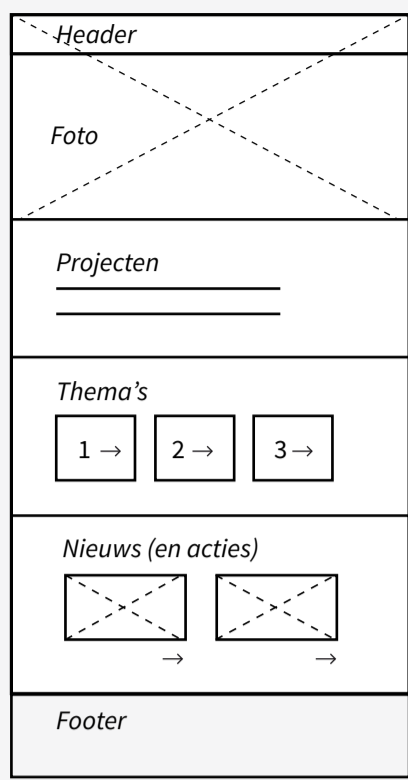 Header
Foto
Projecten
Thema’s
1 → 2 → 3 →
Nieuws (en acties)
→ →
Footer